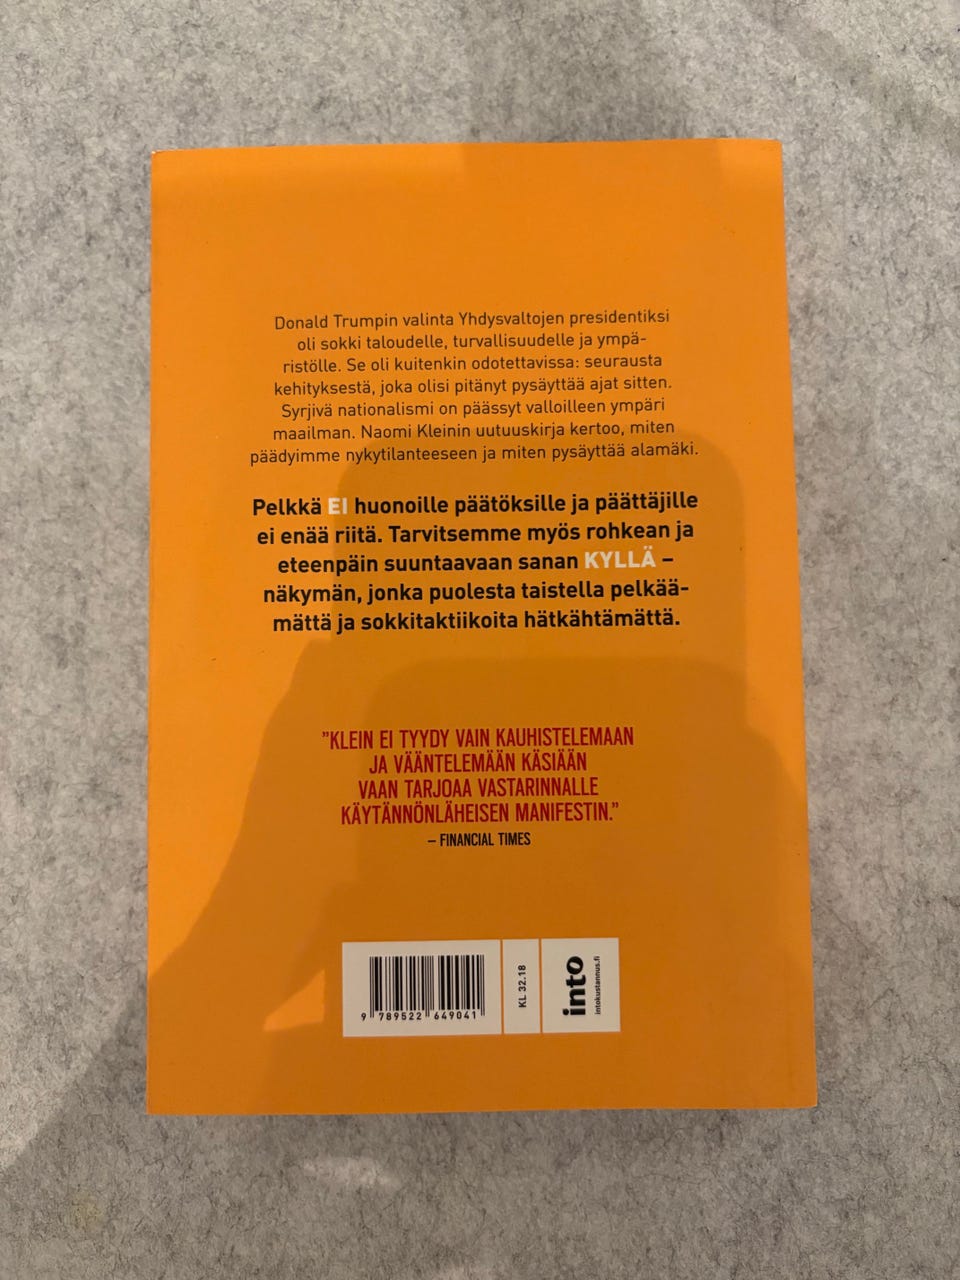 Donald Trumpin valinta Yhdysvaltojen presidentiksi
oli sokki taloudelle, turvallisuudelle ja ympä-
ristölle. Se oli kuitenkin odotettavissa: seurausta
kehityksestä, joka olisi pitänyt pysäyttää ajat sitten.
Syrjivä nationalismi on päässyt valloilleen ympäri
maailman. Naomi Kleinin uutuuskirja kertoo, miten
päädyimme nykytilanteeseen ja miten pysäyttää alamäki.
Pelkkä EI huonoille päätöksille ja päättäjille
ei enää riitä. Tarvitsemme myös rohkean ja
eteenpäin suuntaavaan sanan KYLLÄ –
näkymän, jonka puolesta taistella pelkää-
mättä ja sokkitaktiikoita hätkähtämättä.
"KLEIN EI TYYDY VAIN KAUHISTELEMAAN
JA VÄÄNTELEMÄÄN KÄSIÄÄN
VAAN TARJOAA VASTARINNALLE
KÄYTÄNNÖNLÄHEISEN MANIFESTIN."
– FINANCIAL TIMES
9 789522 649041
KL 32.18
into
intokustannus.fi